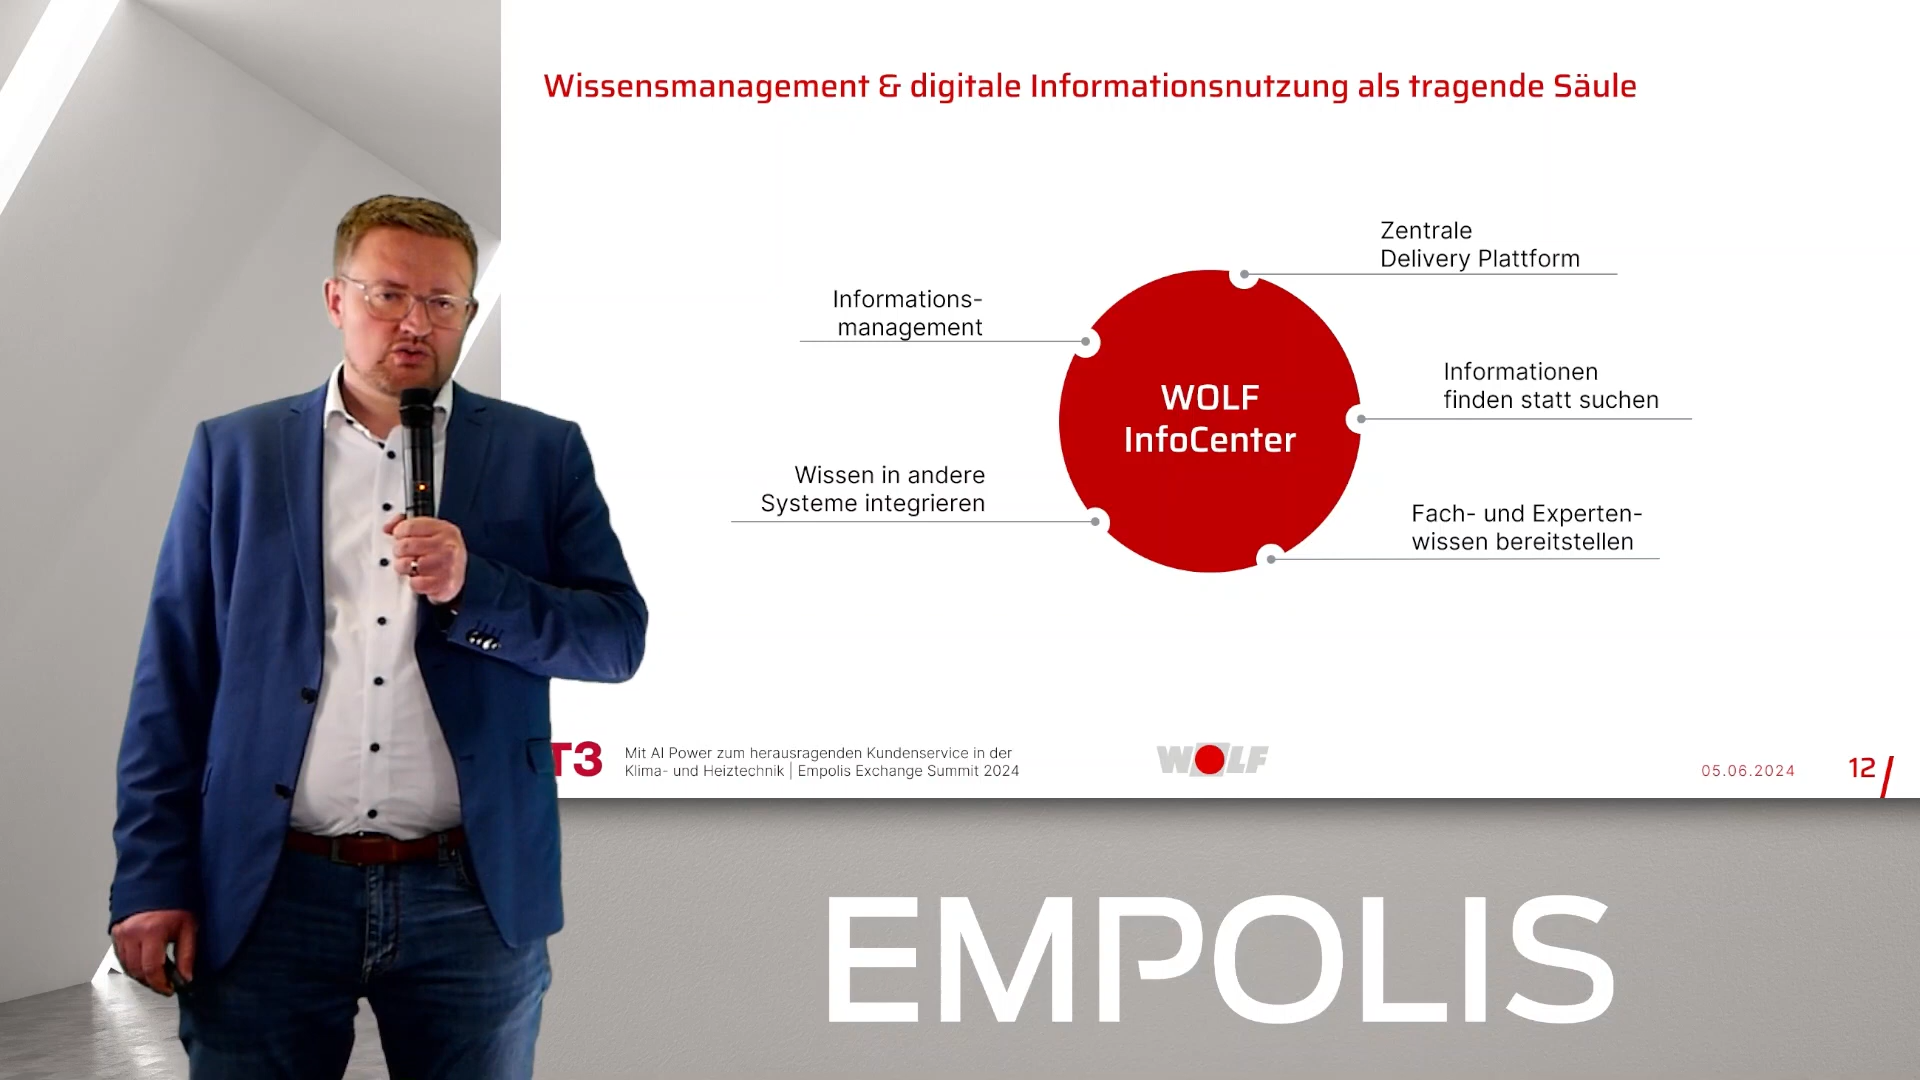 Wissensmanagement & digitale Informationsnutzung als tragende Säule
Zentrale
Delivery Plattform
Informations-
management
Informationen
finden statt suchen
WOLF
InfoCenter
Wissen in andere
Systeme integrieren
Fach- und Experten-
wissen bereitstellen
T3
Mit AI Power zum herausragenden Kundenservice in der
Klima- und Heiztechnik | Empolis Exchange Summit 2024
WOLF
05.06.2024
12
EMPOLIS